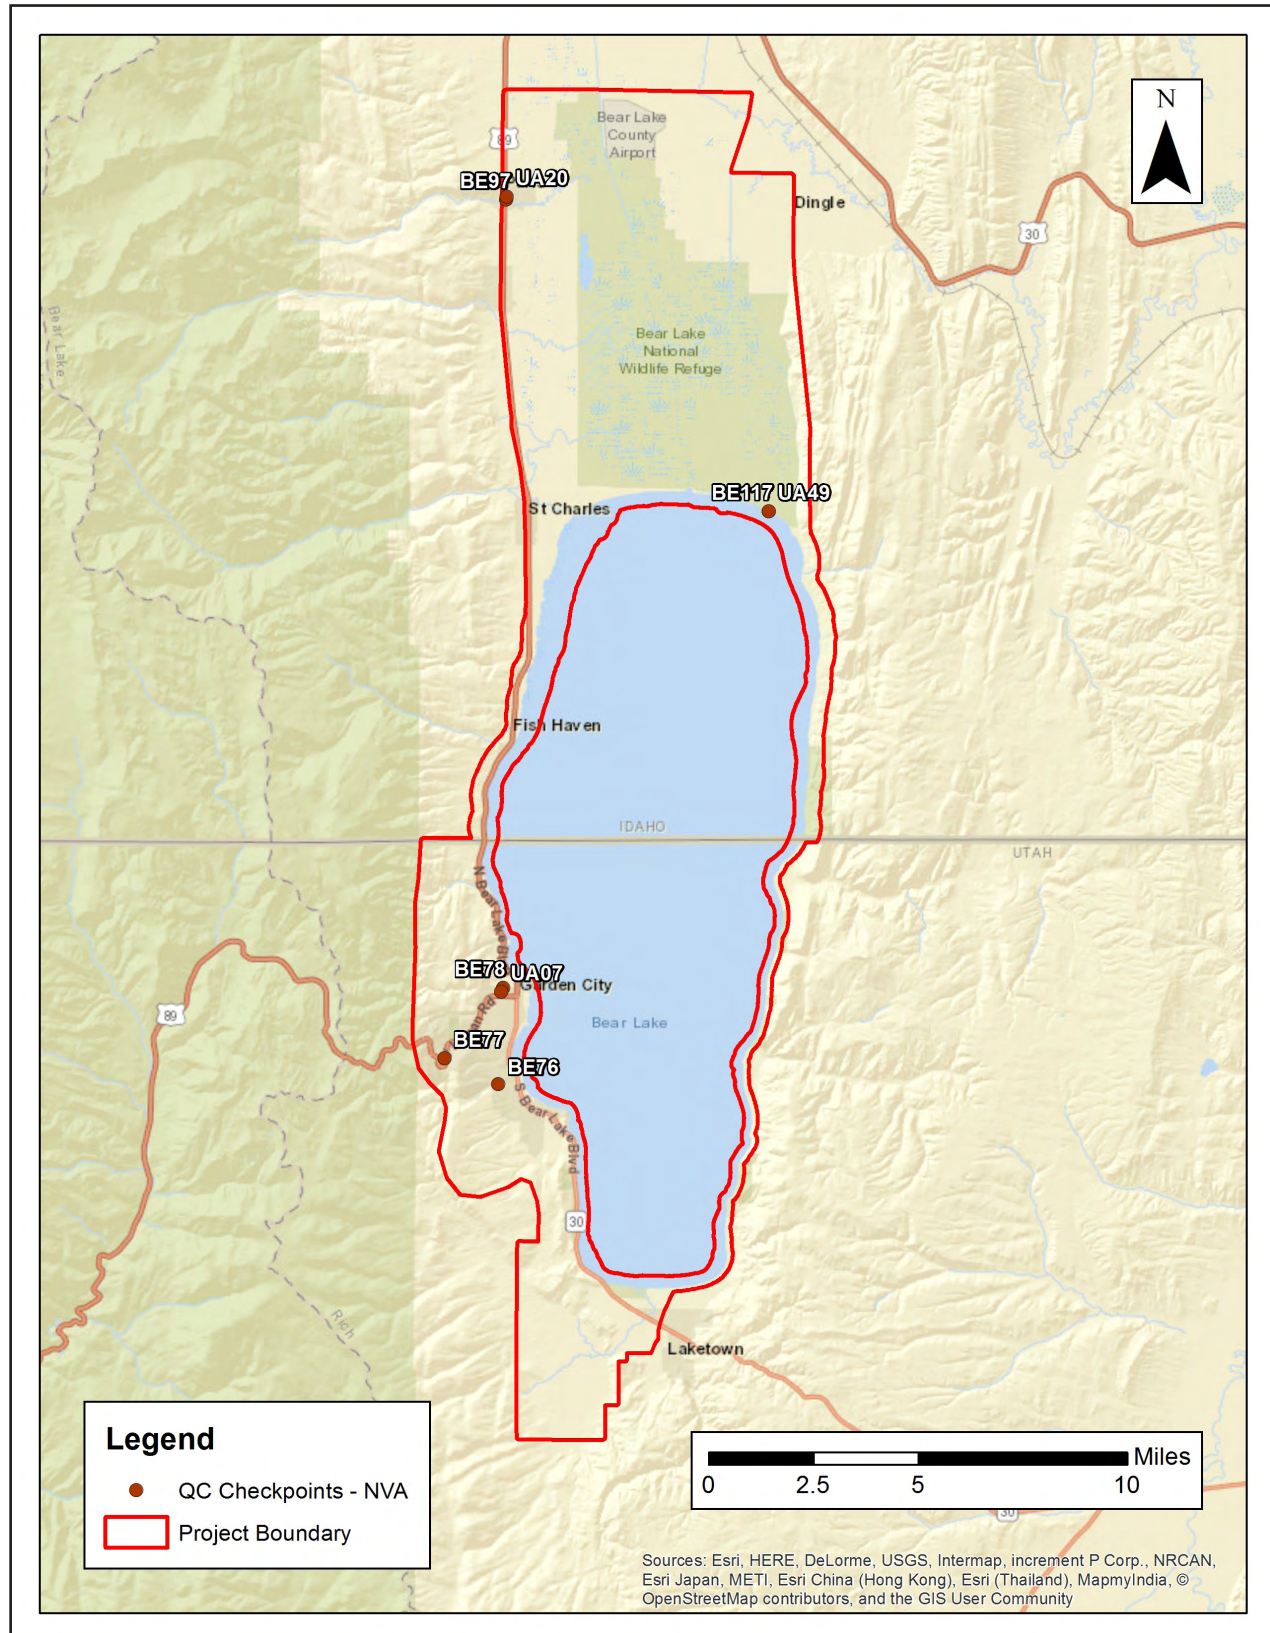 N
Bear Lake
County
Airport
89
BE97 UA20
Dingle
30
Bear Lake
Bear Lake
National
Wildlife Refuge
BE117 UA49
St Charles
Fish Haven
IDAHO
UTAH
N Bear Lake Bl
BE78 UA07
Garden City
an Rd
89
Bear Lake
BE77
BE76
S Bear Lake Blvd
30
Rich
Laketown
Legend
QC Checkpoints - NVA
Project Boundary
Miles
0 2.5 5 10
30
Sources: Esri, HERE, DeLorme, USGS, Intermap, increment P Corp., NRCAN,
Esri Japan, METI, Esri China (Hong Kong), Esri (Thailand), MapmyIndia, ©
OpenStreetMap contributors, and the GIS User Community